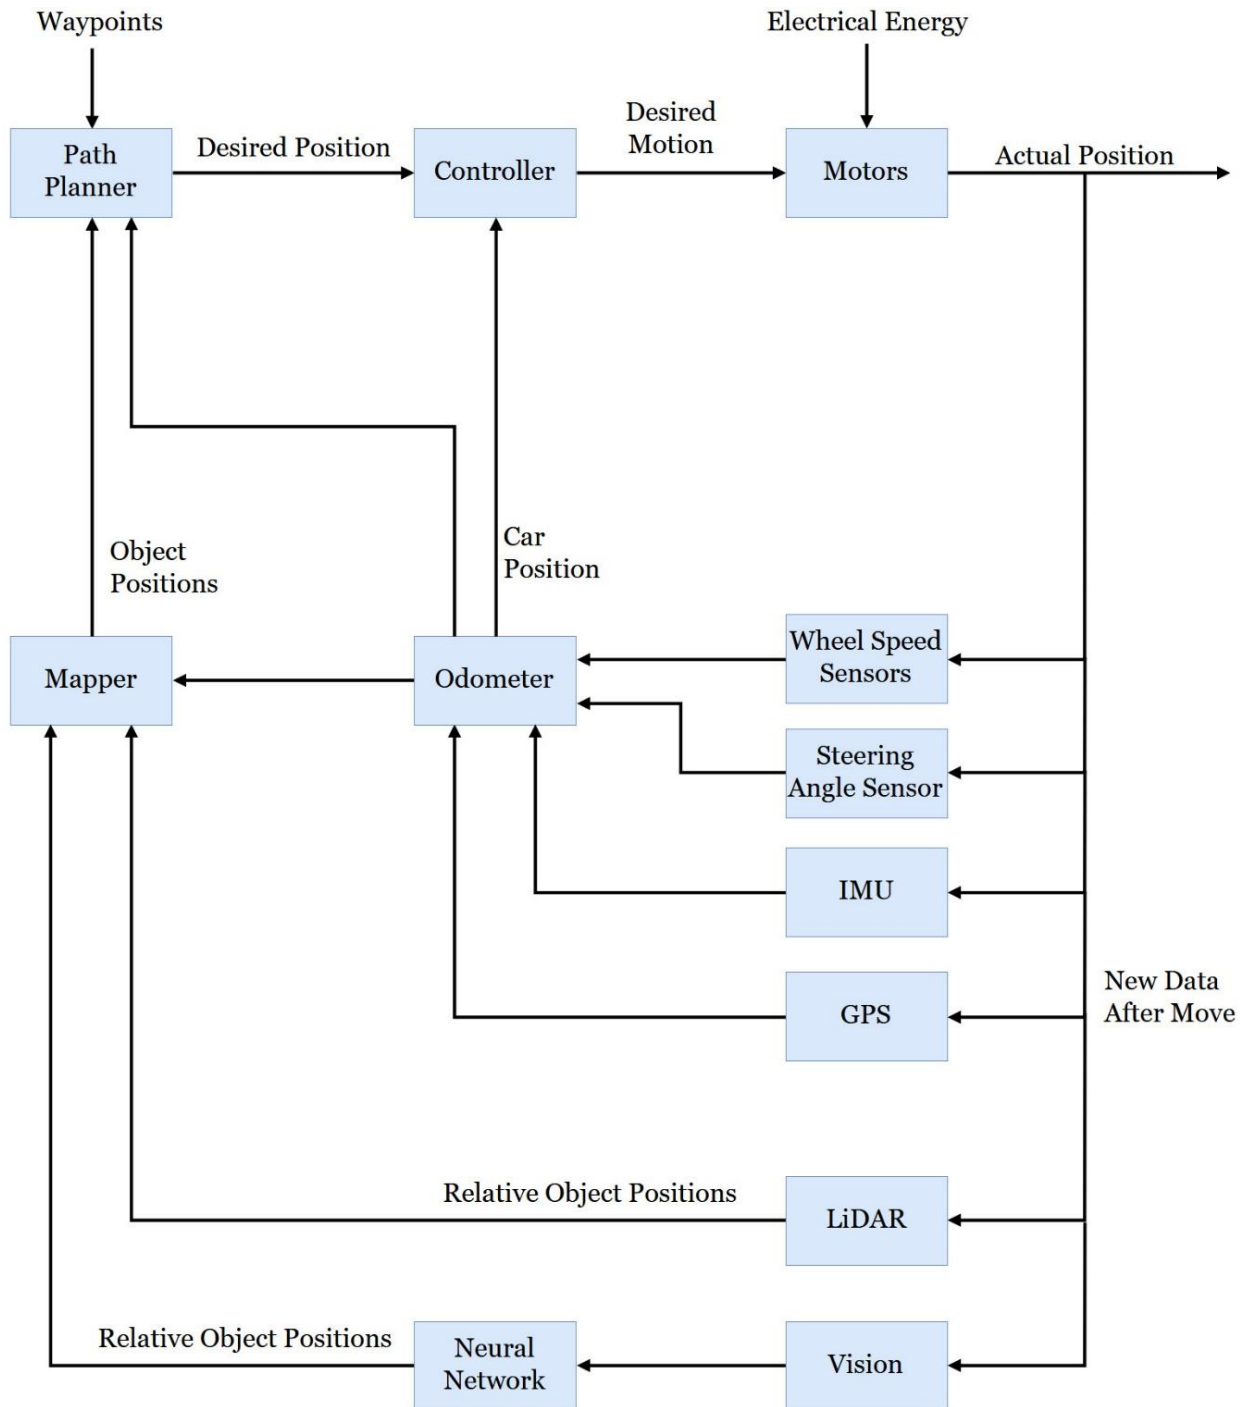 Waypoints
Electrical Energy
Path
Planner
Desired Position
Controller
Desired
Motion
Motors
Actual Position
Object
Positions
Car
Position
Mapper
Odometer
Wheel Speed
Sensors
Steering
Angle Sensor
IMU
GPS
New Data
After Move
Relative Object Positions
LiDAR
Relative Object Positions
Neural
Network
Vision